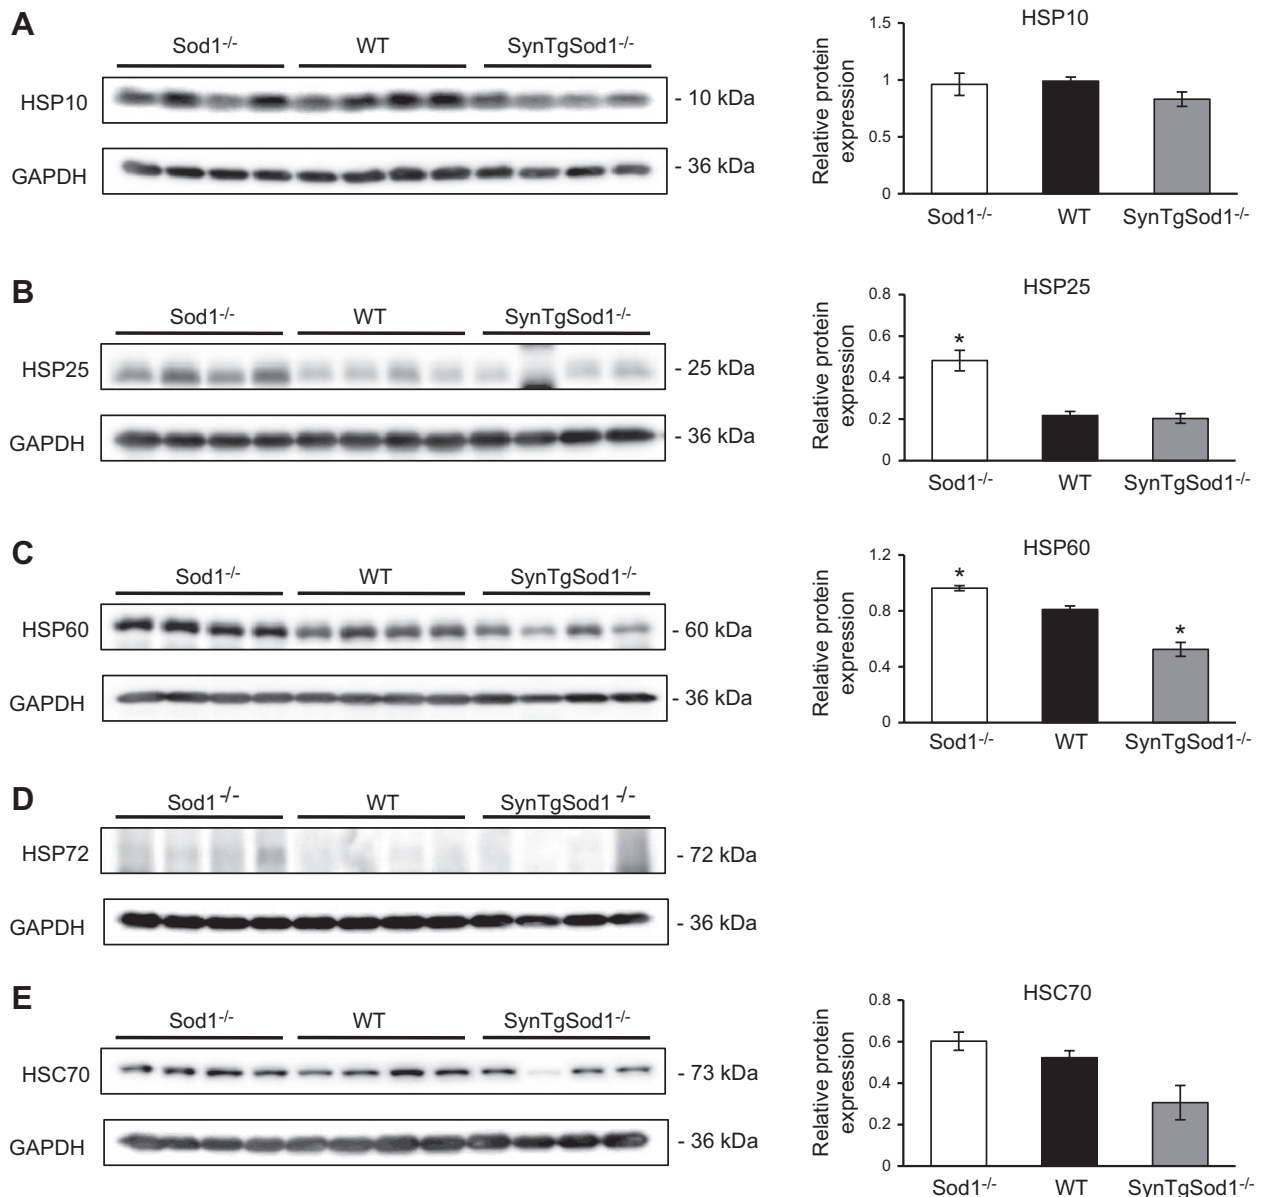 A
Sod1-/- WT SynTgSod1-/-
HSP10 - 10 kDa
GAPDH - 36 kDa
HSP10
Relative protein
expression
1.5
1
0.5
0
Sod1-/- WT SynTgSod1-/-
B
Sod1-/- WT SynTgSod1-/-
HSP25 - 25 kDa
GAPDH - 36 kDa
HSP25
Relative protein
expression
0.8
0.6
0.4
0.2
0
*
Sod1-/- WT SynTgSod1-/-
C
Sod1-/- WT SynTgSod1-/-
HSP60 - 60 kDa
GAPDH - 36 kDa
HSP60
Relative protein
expression
1.2
0.8
0.4
0
*
*
Sod1-/- WT SynTgSod1-/-
D
Sod1 -/- WT SynTgSod1 -/-
HSP72 - 72 kDa
GAPDH - 36 kDa
E
Sod1-/- WT SynTgSod1-/-
HSC70 - 73 kDa
GAPDH - 36 kDa
HSC70
Relative protein
expression
0.8
0.6
0.4
0.2
0
Sod1-/- WT SynTgSod1-/-